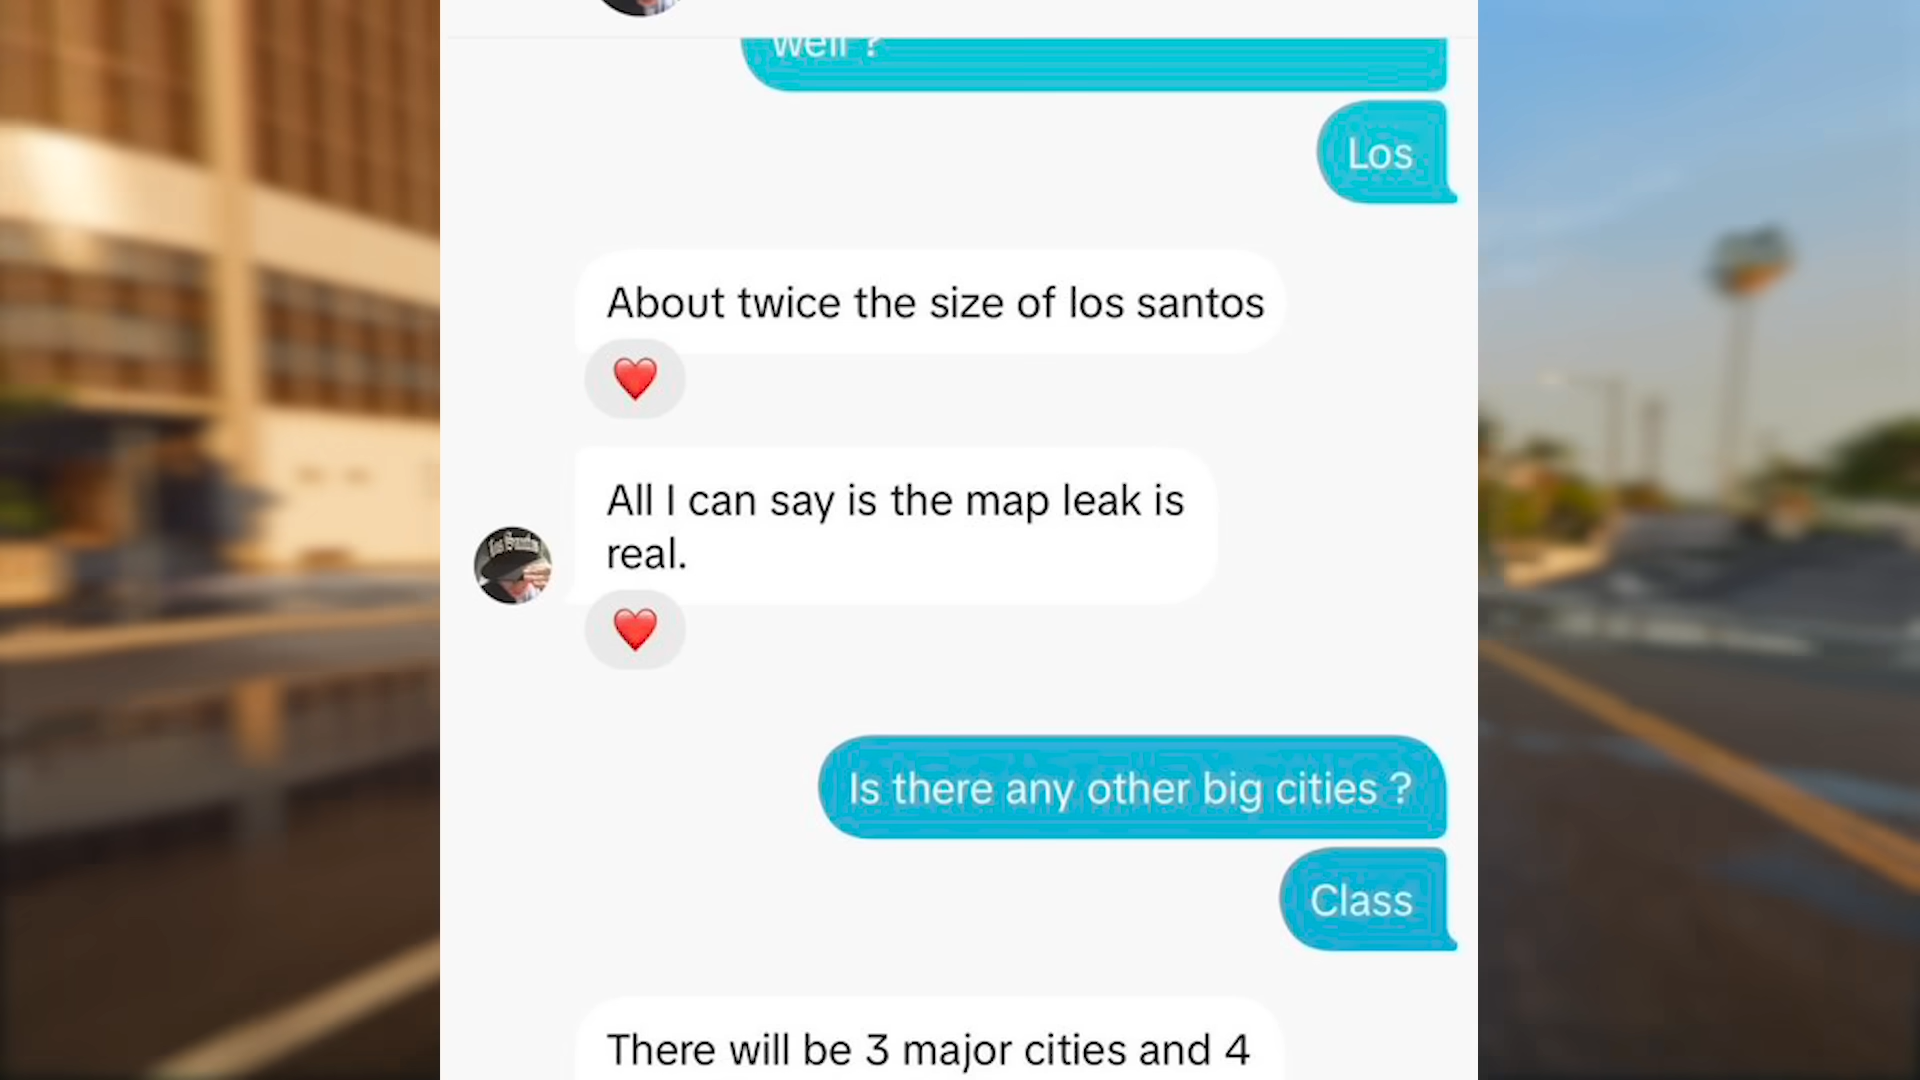 well ?
Los
About twice the size of los santos
All I can say is the map leak is
real.
Is there any other big cities ?
Class
There will be 3 major cities and 4